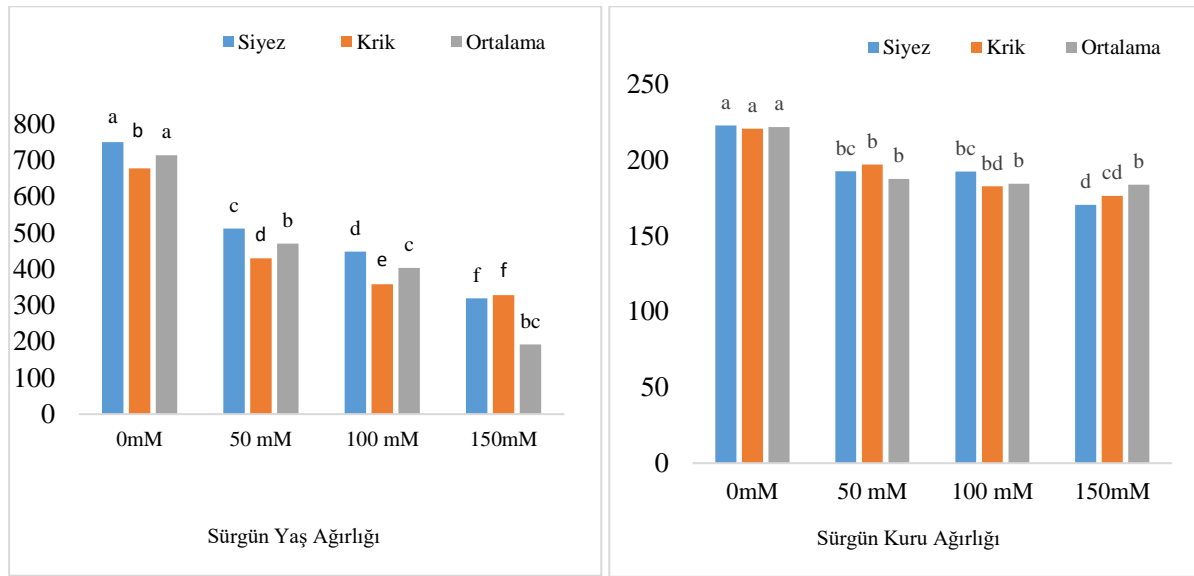 Siyez Krik Ortalama
800
700
600
500
400
300
200
100
0
a b a
c d b
d e c
f f bc
0mM 50 mM 100 mM 150mM
Sürgün Yaş Ağırlığı
Siyez Krik Ortalama
250
200
150
100
50
0
a a a
bc b b
bc bd b
d cd b
0mM 50 mM 100 mM 150mM
Sürgün Kuru Ağırlığı